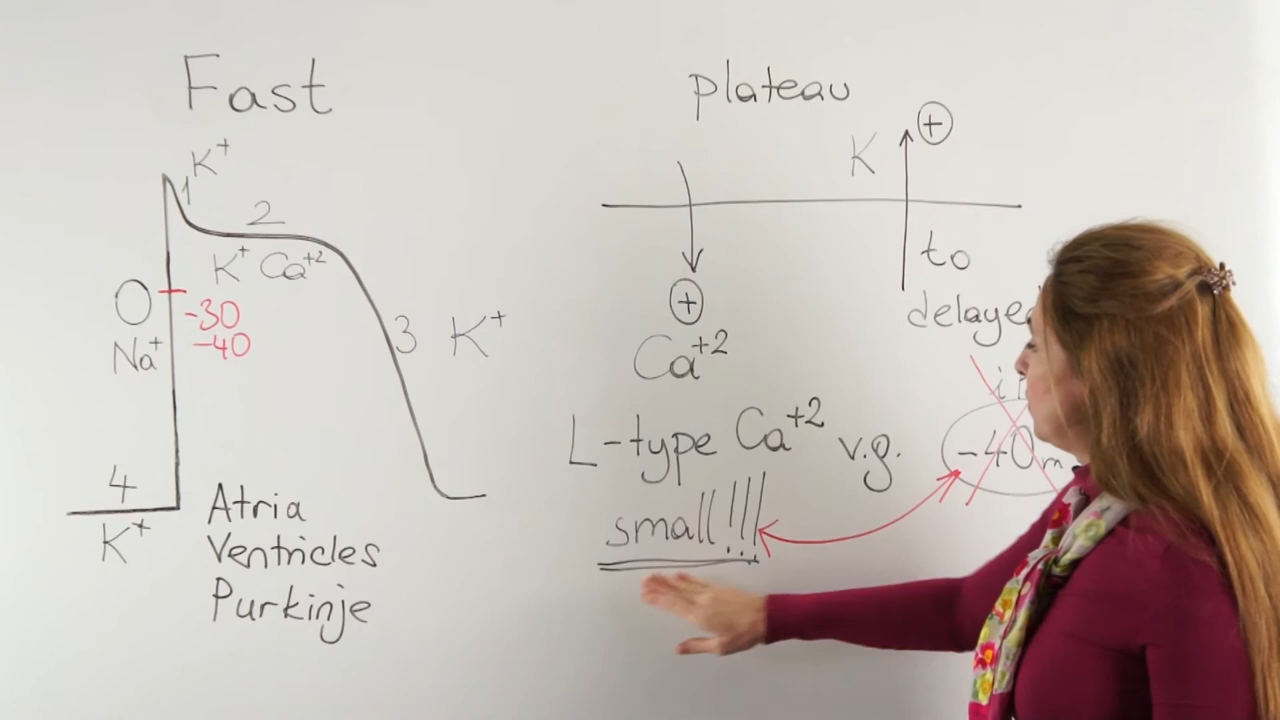 Fast
K+
1
2
K+ Ca+2
0
-30
-40
Na+
3 K+
4
K+
Atria
Ventricles
Purkinje
plateau
K +
to
+
Ca+2
L-type Ca+2 v.g.
-40
small!!!